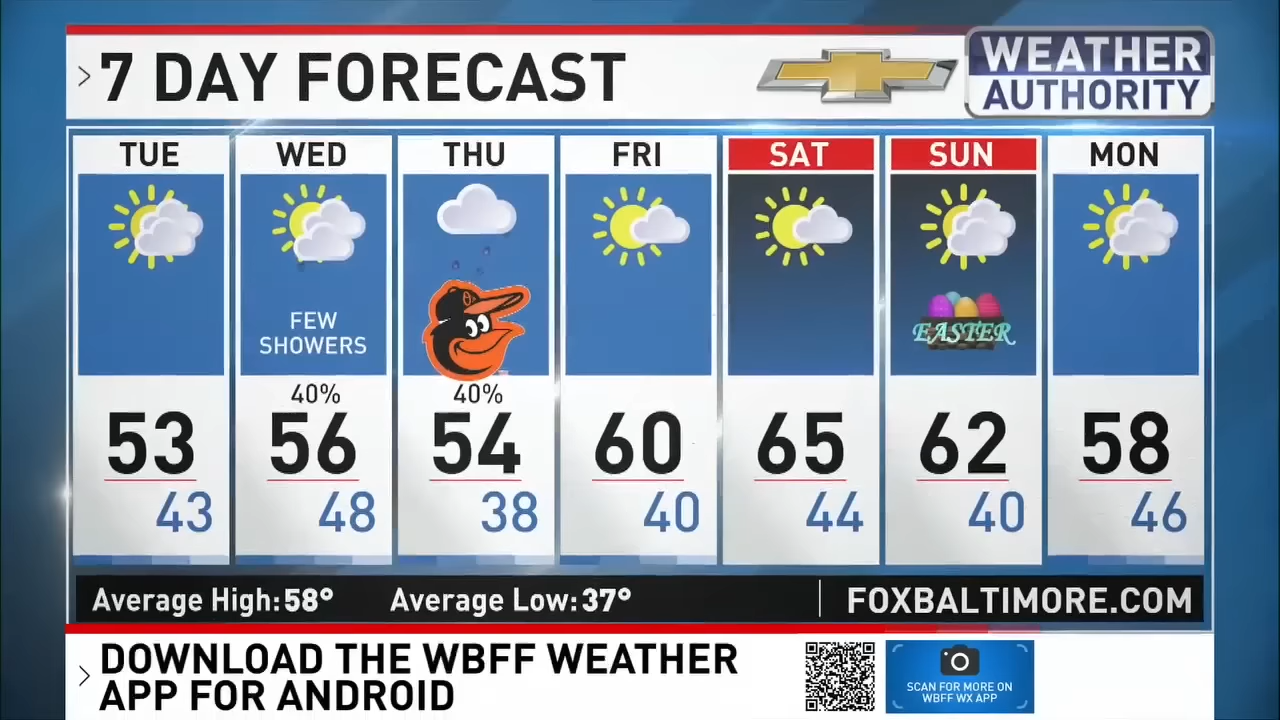 7 DAY FORECAST
WEATHER
AUTHORITY
TUE WED THU FRI SAT SUN MON
FEW
SHOWERS
EASTER
40% 40%
53 56 54 60 65 62 58
43 48 38 40 44 40 46
Average High:58° Average Low:37° FOXBALTIMORE.COM
DOWNLOAD THE WBFF WEATHER
APP FOR ANDROID
SCAN FOR MORE ON
WBFF WX APP